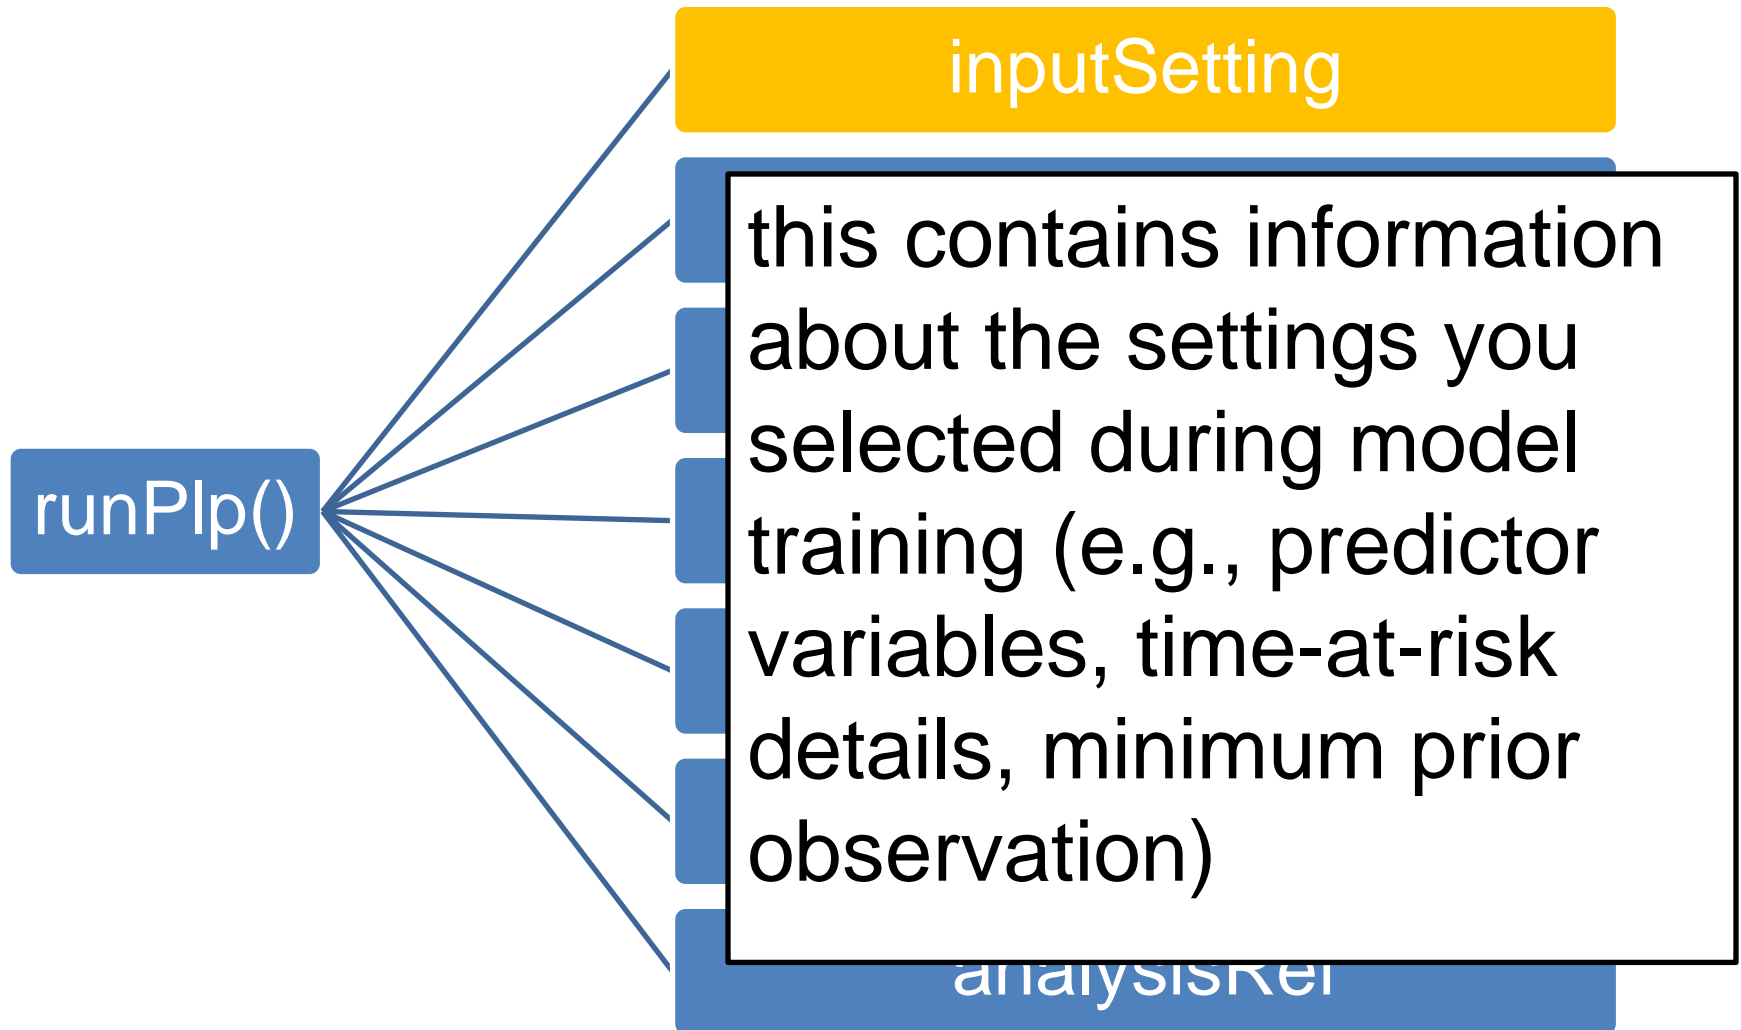 inputSetting
this contains information
about the settings you
selected during model
training (e.g., predictor
variables, time-at-risk
details, minimum prior
observation)
runPlp()
analysisRef